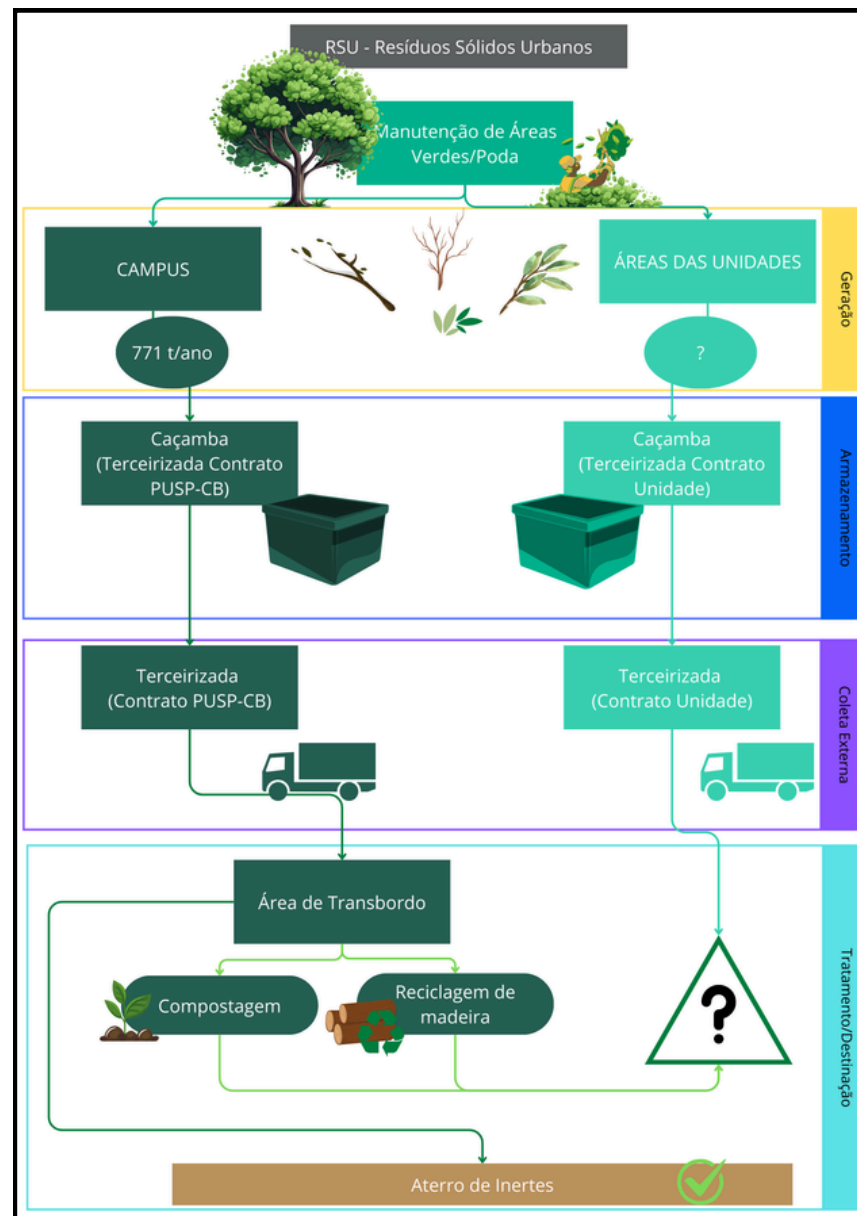 RSU - Resíduos Sólidos Urbanos
Manutenção de Áreas
Verdes/Poda
CAMPUS
ÁREAS DAS UNIDADES
771 t/ano
?
Geração
Caçamba
(Terceirizada Contrato
PUSP-CB)
Caçamba
(Terceirizada Contrato
Unidade)
Armazenamento
Terceirizada
(Contrato PUSP-CB)
Terceirizada
(Contrato Unidade)
Coleta Externa
Área de Transbordo
Compostagem
Reciclagem de
madeira
?
Tratamento/Destinação
Aterro de Inertes